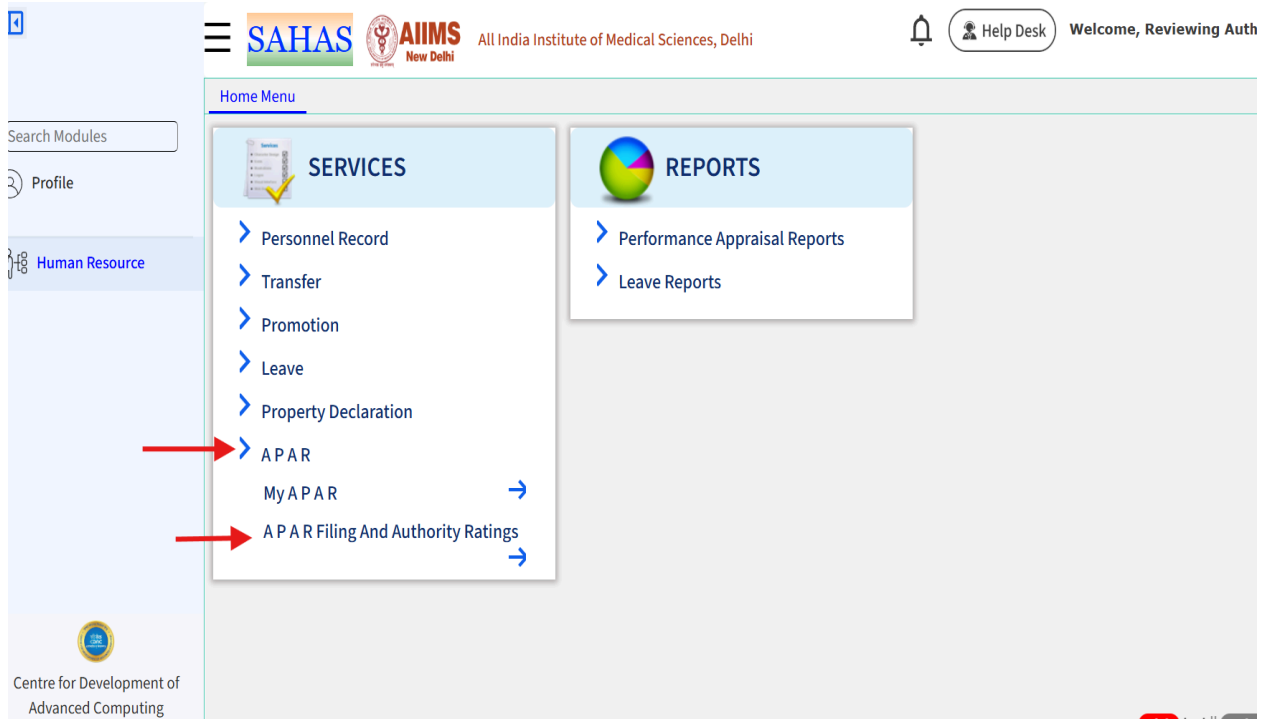 SAHAS
AIIMS
New Delhi
All India Institute of Medical Sciences, Delhi
Help Desk
Welcome, Reviewing Auth
Home Menu
Search Modules
Profile
Human Resource
Services
SERVICES
Personnel Record
Transfer
Promotion
Leave
Property Declaration
A P A R
My A P A R
A P A R Filing And Authority Ratings
REPORTS
Performance Appraisal Reports
Leave Reports
Centre for Development of
Advanced Computing